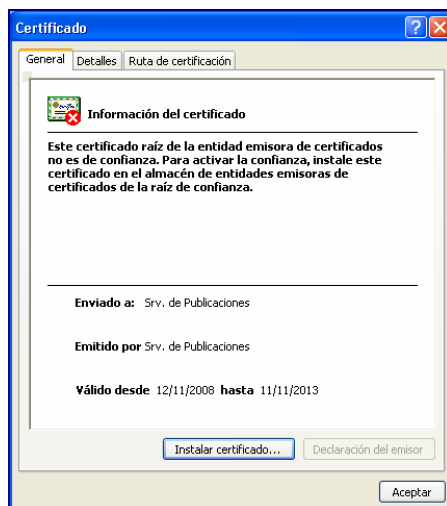 Certificado
General Detalles Ruta de certificación
Información del certificado
Este certificado raíz de la entidad emisora de certificados
no es de confianza. Para activar la confianza, instale este
certificado en el almacén de entidades emisoras de
certificados de la raíz de confianza.
Enviado a: Srv. de Publicaciones
Emitido por Srv. de Publicaciones
Válido desde 12/11/2008 hasta 11/11/2013
Instalar certificado... Declaración del emisor
Aceptar